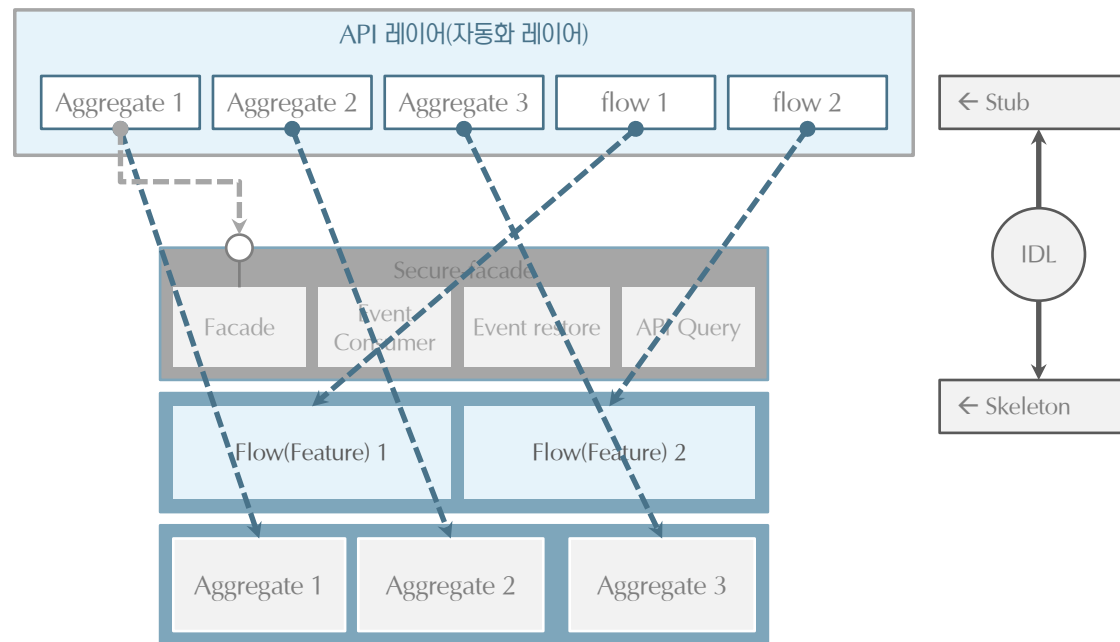 API 레이어(자동화 레이어)
Aggregate 1
Aggregate 2
Aggregate 3
flow 1
flow 2
← Stub
IDL
← Skeleton
Secure facade
Facade
Event
Consumer
Event restore
API Query
Flow(Feature) 1
Flow(Feature) 2
Aggregate 1
Aggregate 2
Aggregate 3